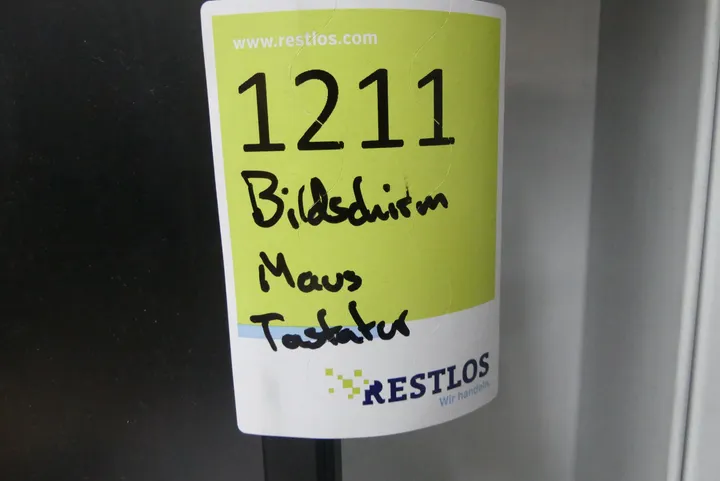 www.restlos.com
1211
Bildschirm
Maus
Tastatur
RESTLOS
Wir handeln.